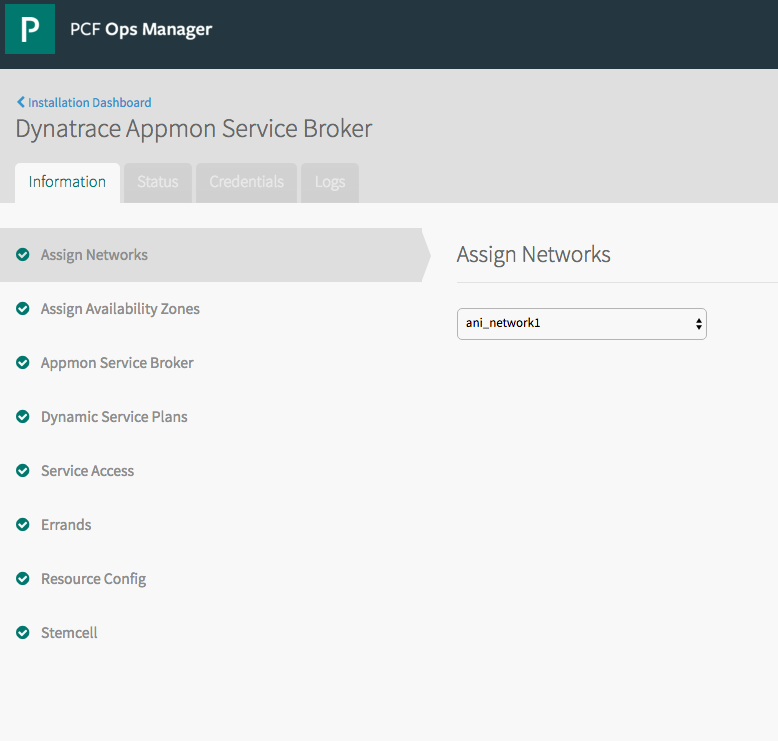 P PCF Ops Manager
Installation Dashboard
Dynatrace Appmon Service Broker
Information Status Credentials Logs
Assign Networks
Assign Availability Zones
Appmon Service Broker
Dynamic Service Plans
Service Access
Errands
Resource Config
Stemcell
Assign Networks
ani_network1